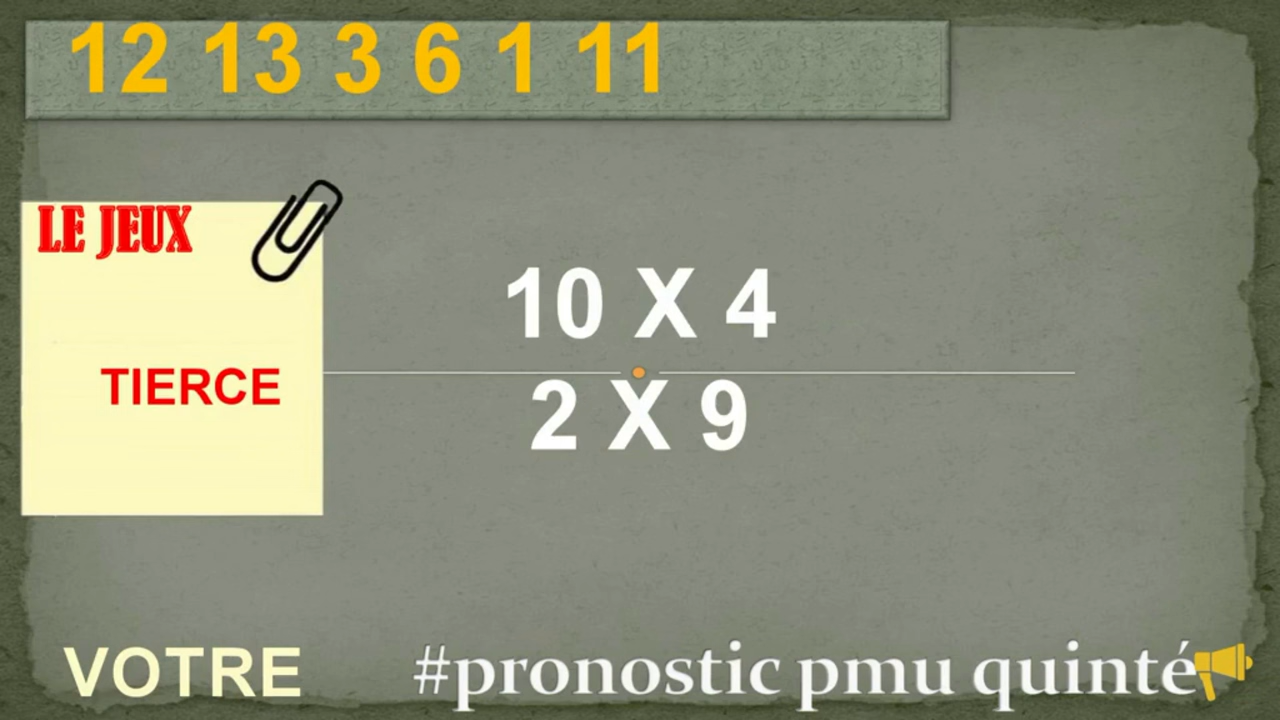 12 13 3 6 1 11
LE JEUX
TIERCE
10 X 4
2 X 9
VOTRE
#pronostic pmu quinté